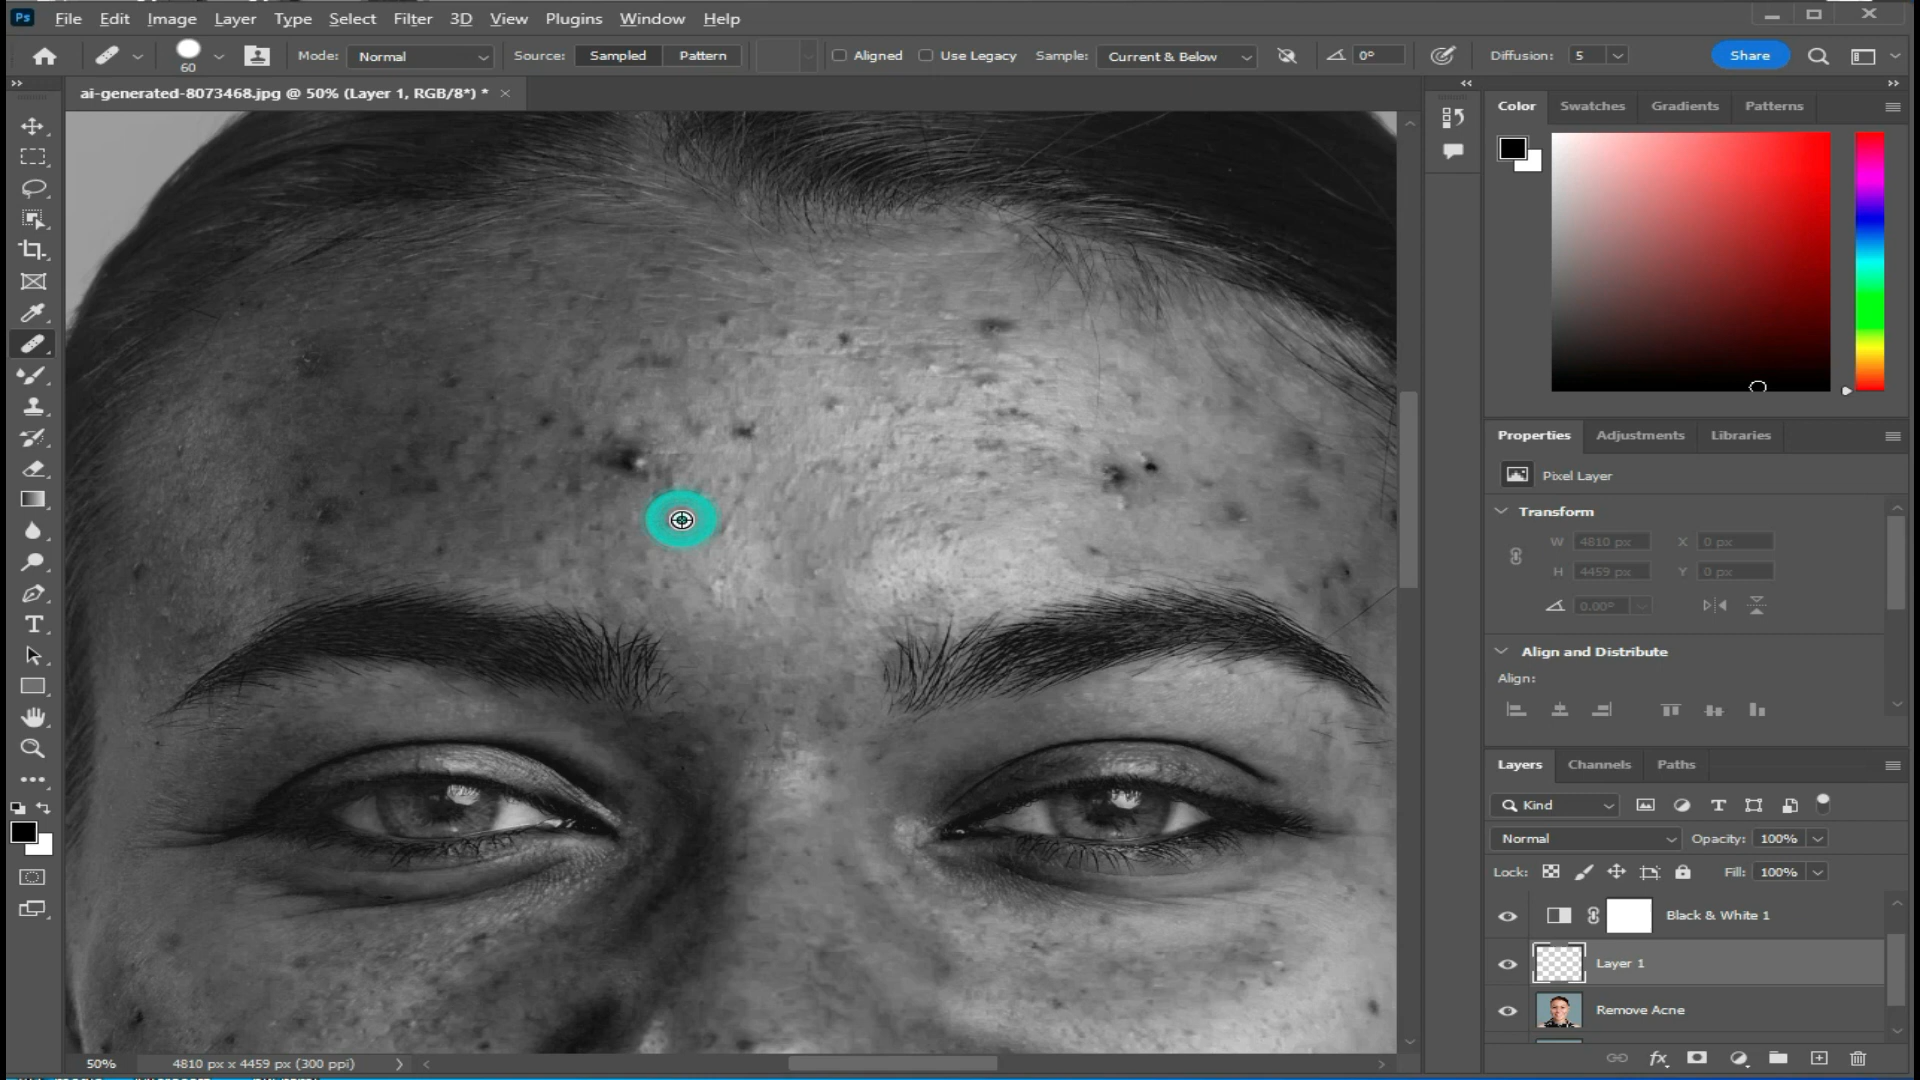 Ps File Edit Image Layer Type Select Filter 3D View Plugins Window Help
60 Mode: Normal Source: Sampled Pattern Aligned Use Legacy Sample: Current & Below 0° Diffusion: 5 Share
ai-generated-8073468.jpg @ 50% (Layer 1, RGB/8*) * ×
Color Swatches Gradients Patterns
Properties Adjustments Libraries
Pixel Layer
Transform
W 4810 px X 0 px
H 4459 px Y 0 px
0.00°
Align and Distribute
Align:
Layers Channels Paths
Kind
Normal Opacity: 100%
Lock: Fill: 100%
Black & White 1
Layer 1
Remove Acne
fx
50% 4810 px x 4459 px (300 ppi)